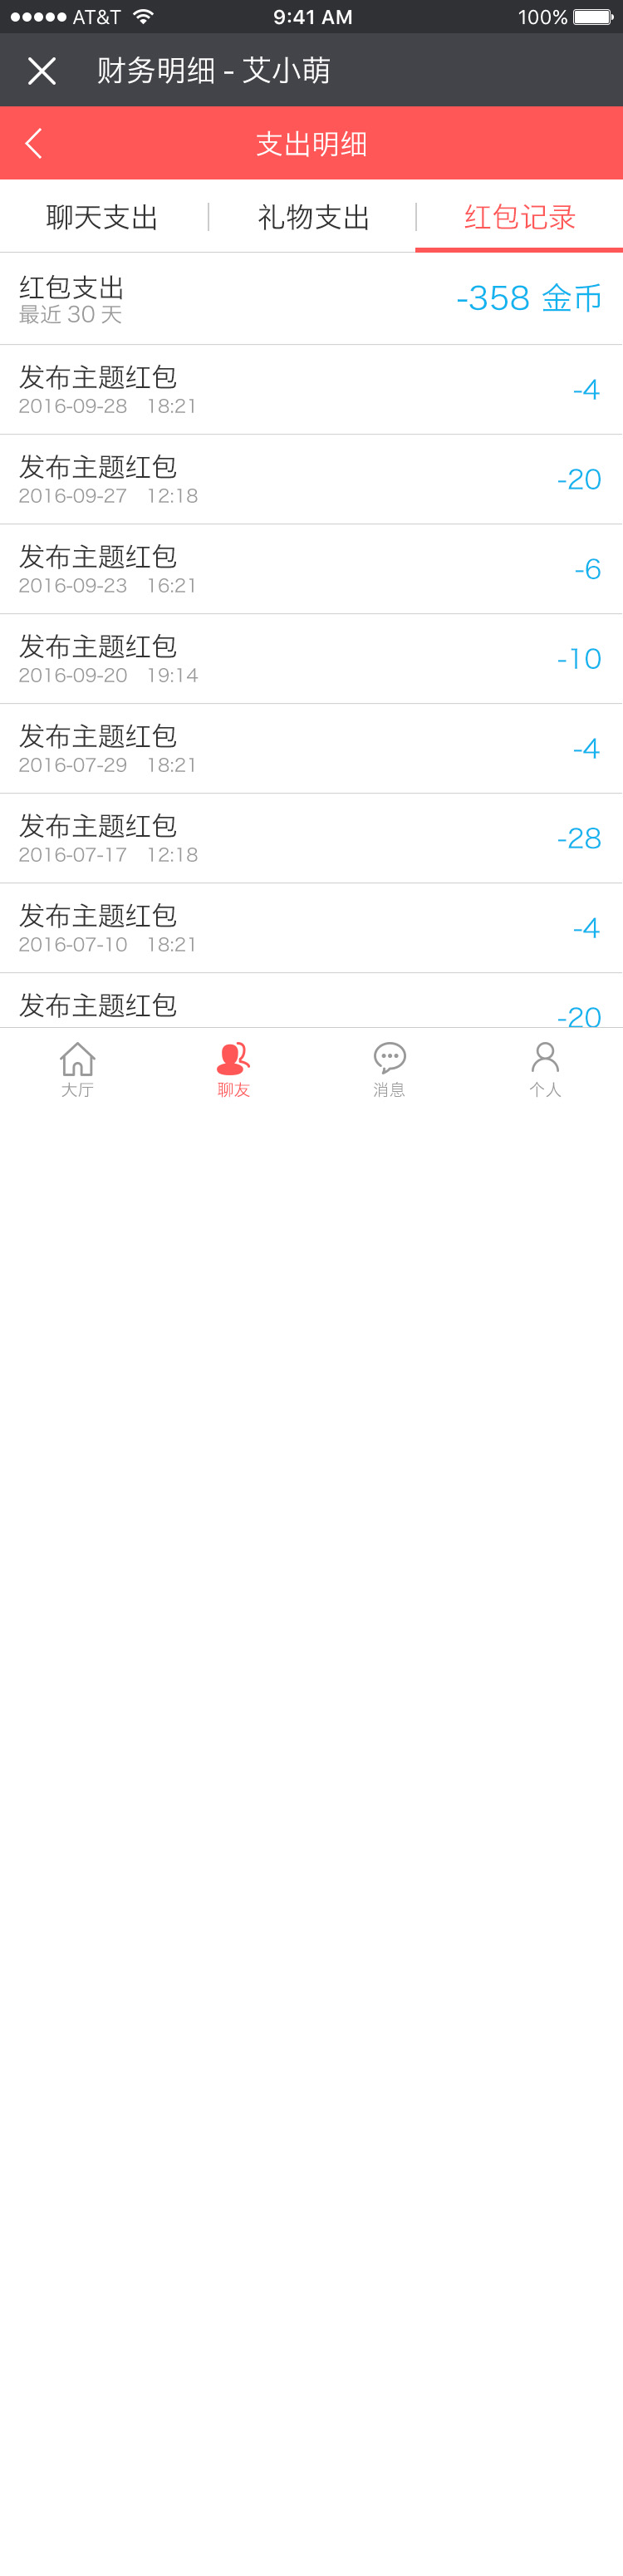 AT&T 9:41 AM 100%
财务明细 - 艾小萌
支出明细
聊天支出 礼物支出 红包记录
红包支出
最近 30 天
-358 金币
发布主题红包
2016-09-28 18:21
-4
发布主题红包
2016-09-27 12:18
-20
发布主题红包
2016-09-23 16:21
-6
发布主题红包
2016-09-20 19:14
-10
发布主题红包
2016-07-29 18:21
-4
发布主题红包
2016-07-17 12:18
-28
发布主题红包
2016-07-10 18:21
-4
发布主题红包
-20
大厅 聊友 消息 个人